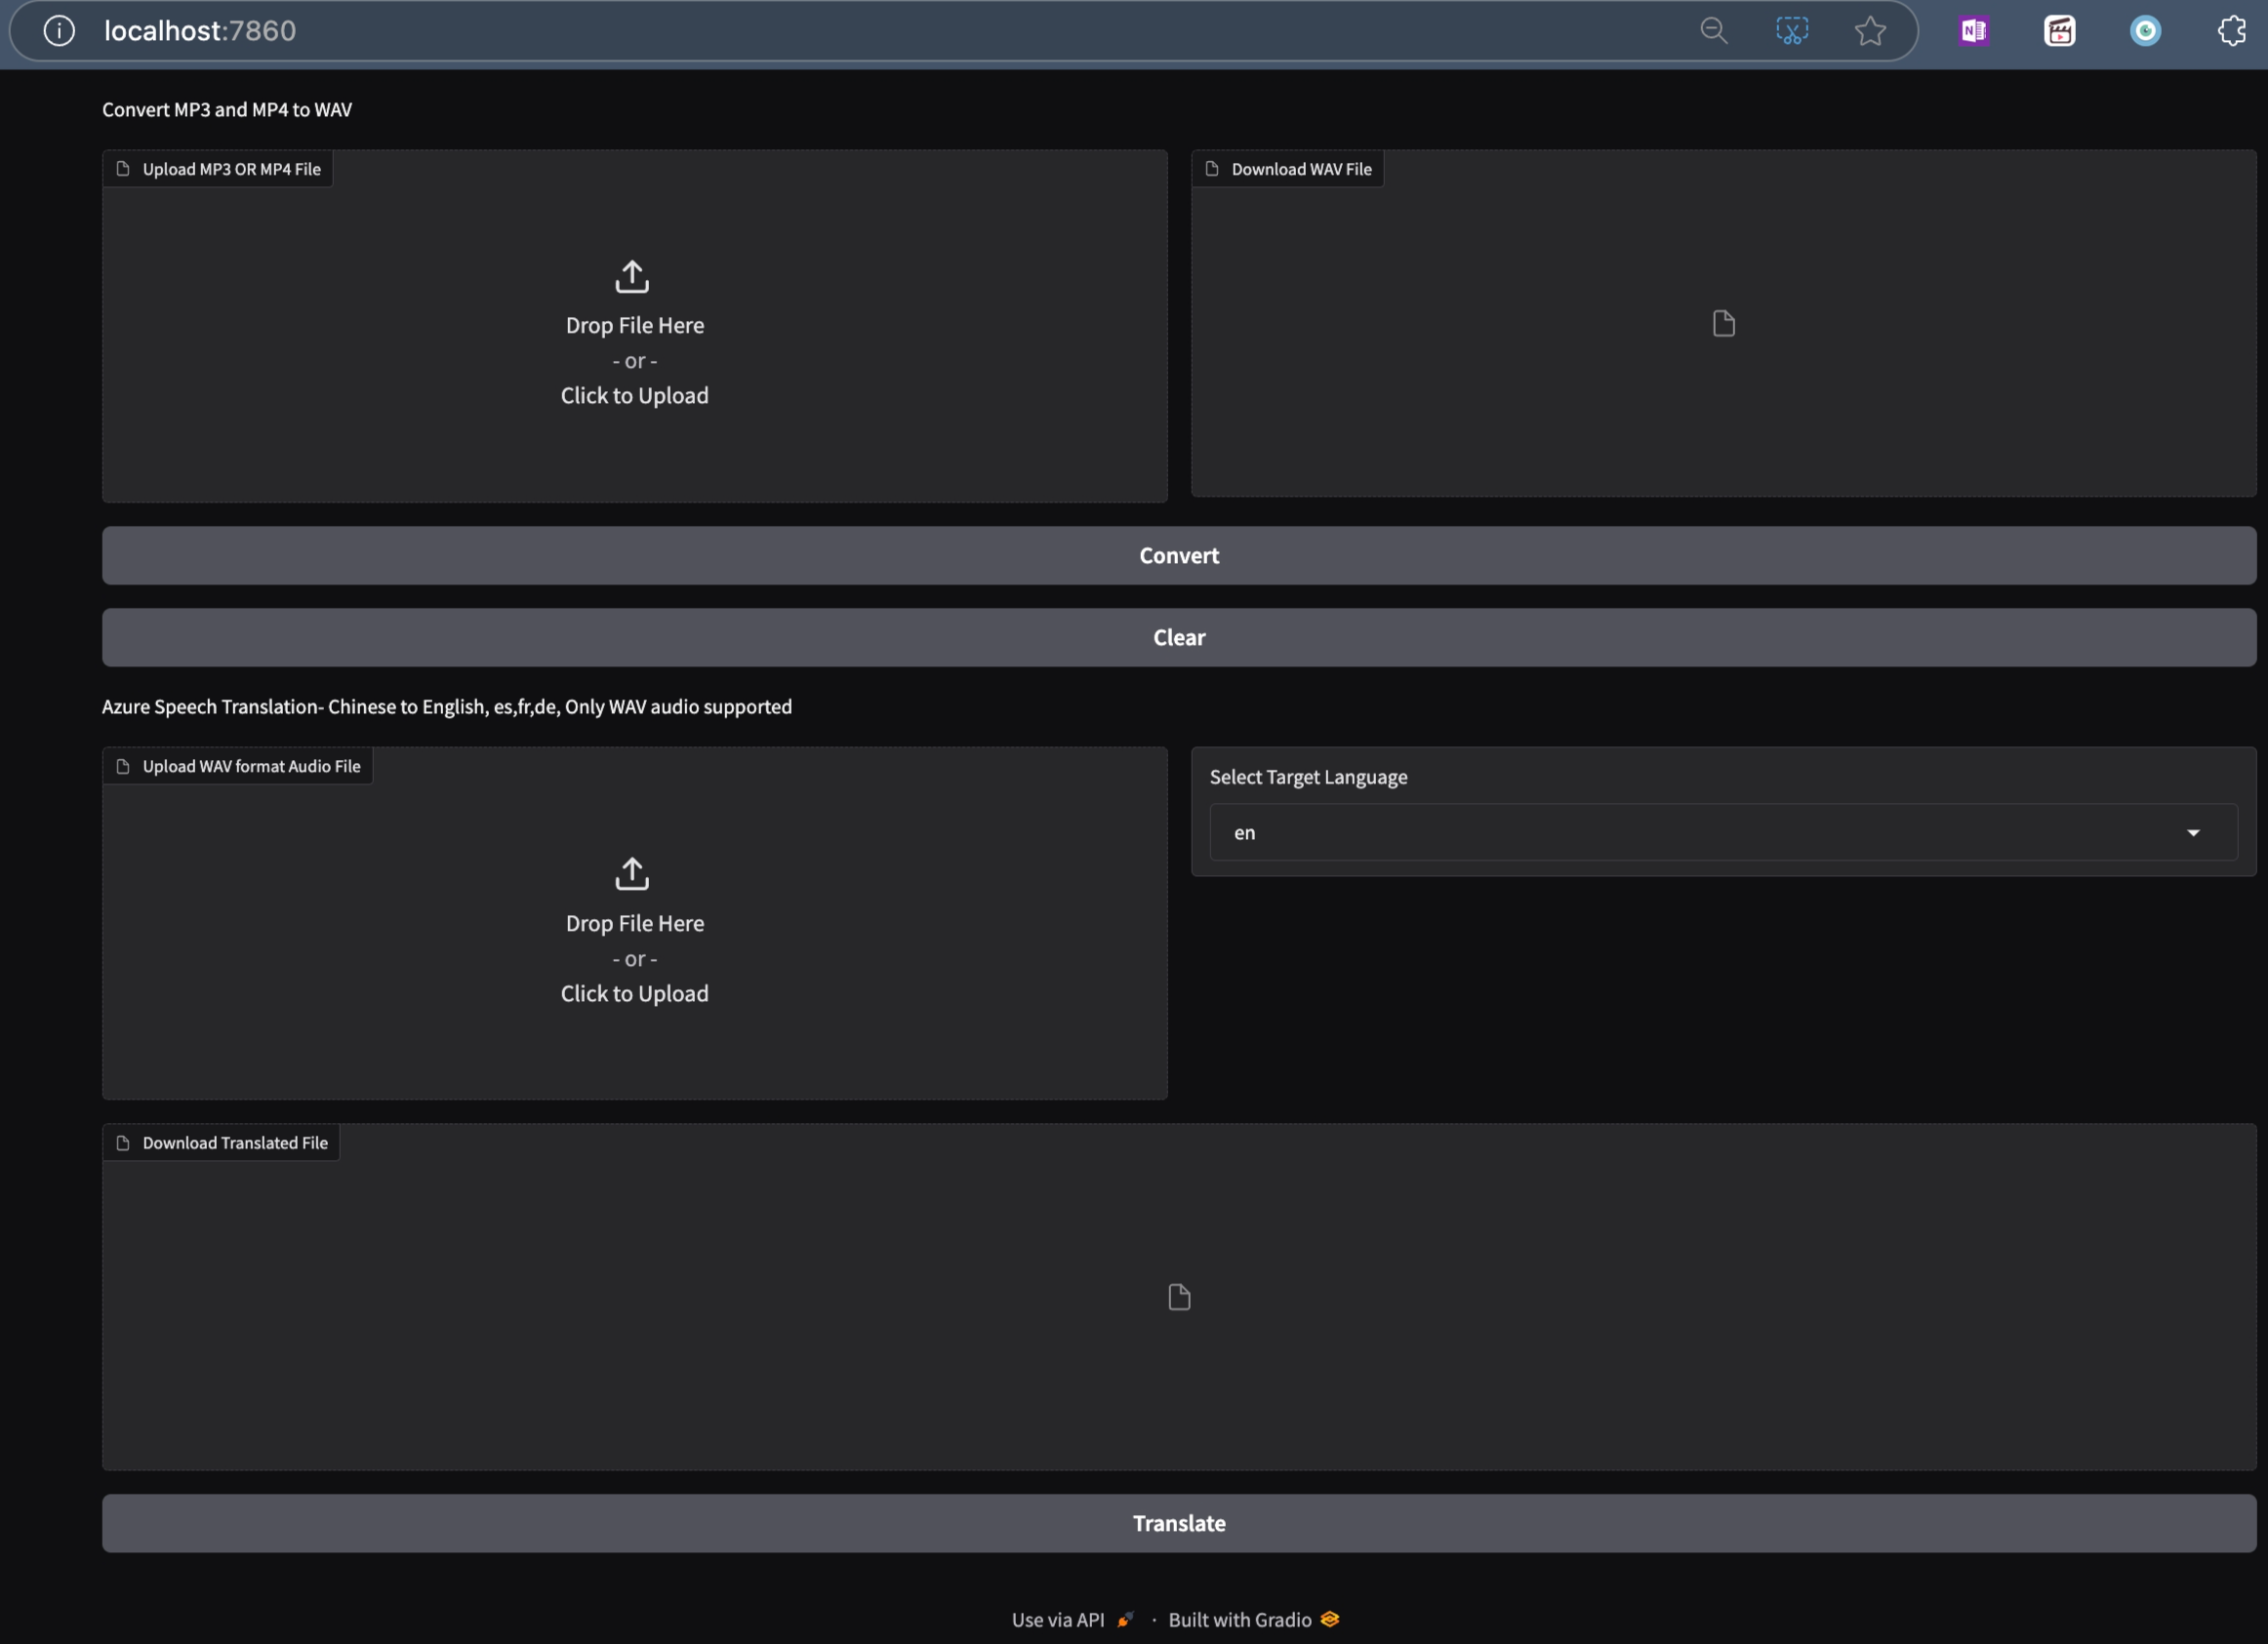 localhost:7860
Convert MP3 and MP4 to WAV
Upload MP3 OR MP4 File
Download WAV File
Drop File Here
- or -
Click to Upload
Convert
Clear
Azure Speech Translation- Chinese to English, es,fr,de, Only WAV audio supported
Upload WAV format Audio File
Select Target Language
en
Drop File Here
- or -
Click to Upload
Download Translated File
Translate
Use via API · Built with Gradio